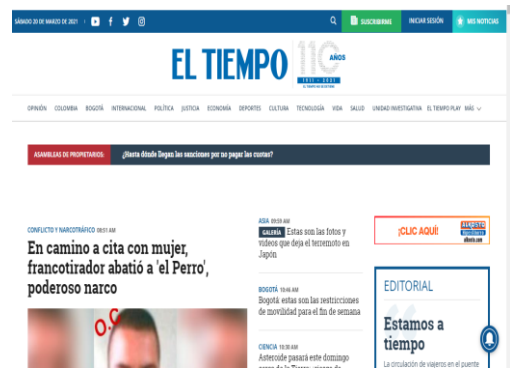 SÁBADO 20 DE MARZO DE 2021
SUSCRIBIRME
INICIAR SESIÓN
MIS NOTICIAS
EL TIEMPO
110 AÑOS
1911 - 2021
OPINIÓN COLOMBIA BOGOTÁ INTERNACIONAL POLÍTICA JUSTICIA ECONOMÍA DEPORTES CULTURA TECNOLOGÍA VIDA SALUD UNIDAD INVESTIGATIVA EL TIEMPO PLAY MÁS
ASAMBLEAS DE PROPIETARIOS: ¿Hasta dónde llegan las sanciones por no pagar las cuotas?
CONFLICTO Y NARCOTRÁFICO 08:51 AM
En camino a cita con mujer,
francotirador abatió a 'el Perro',
poderoso narco
O.C
ASIA 09:59 AM
GALERÍA Estas son las fotos y
videos que deja el terremoto en
Japón
BOGOTÁ 10:46 AM
Bogotá: estas son las restricciones
de movilidad para el fin de semana
CIENCIA 10:30 AM
Asteroide pasará este domingo
¡CLIC AQUÍ!
EDITORIAL
Estamos a
tiempo
La circulación de viajeros en el puente